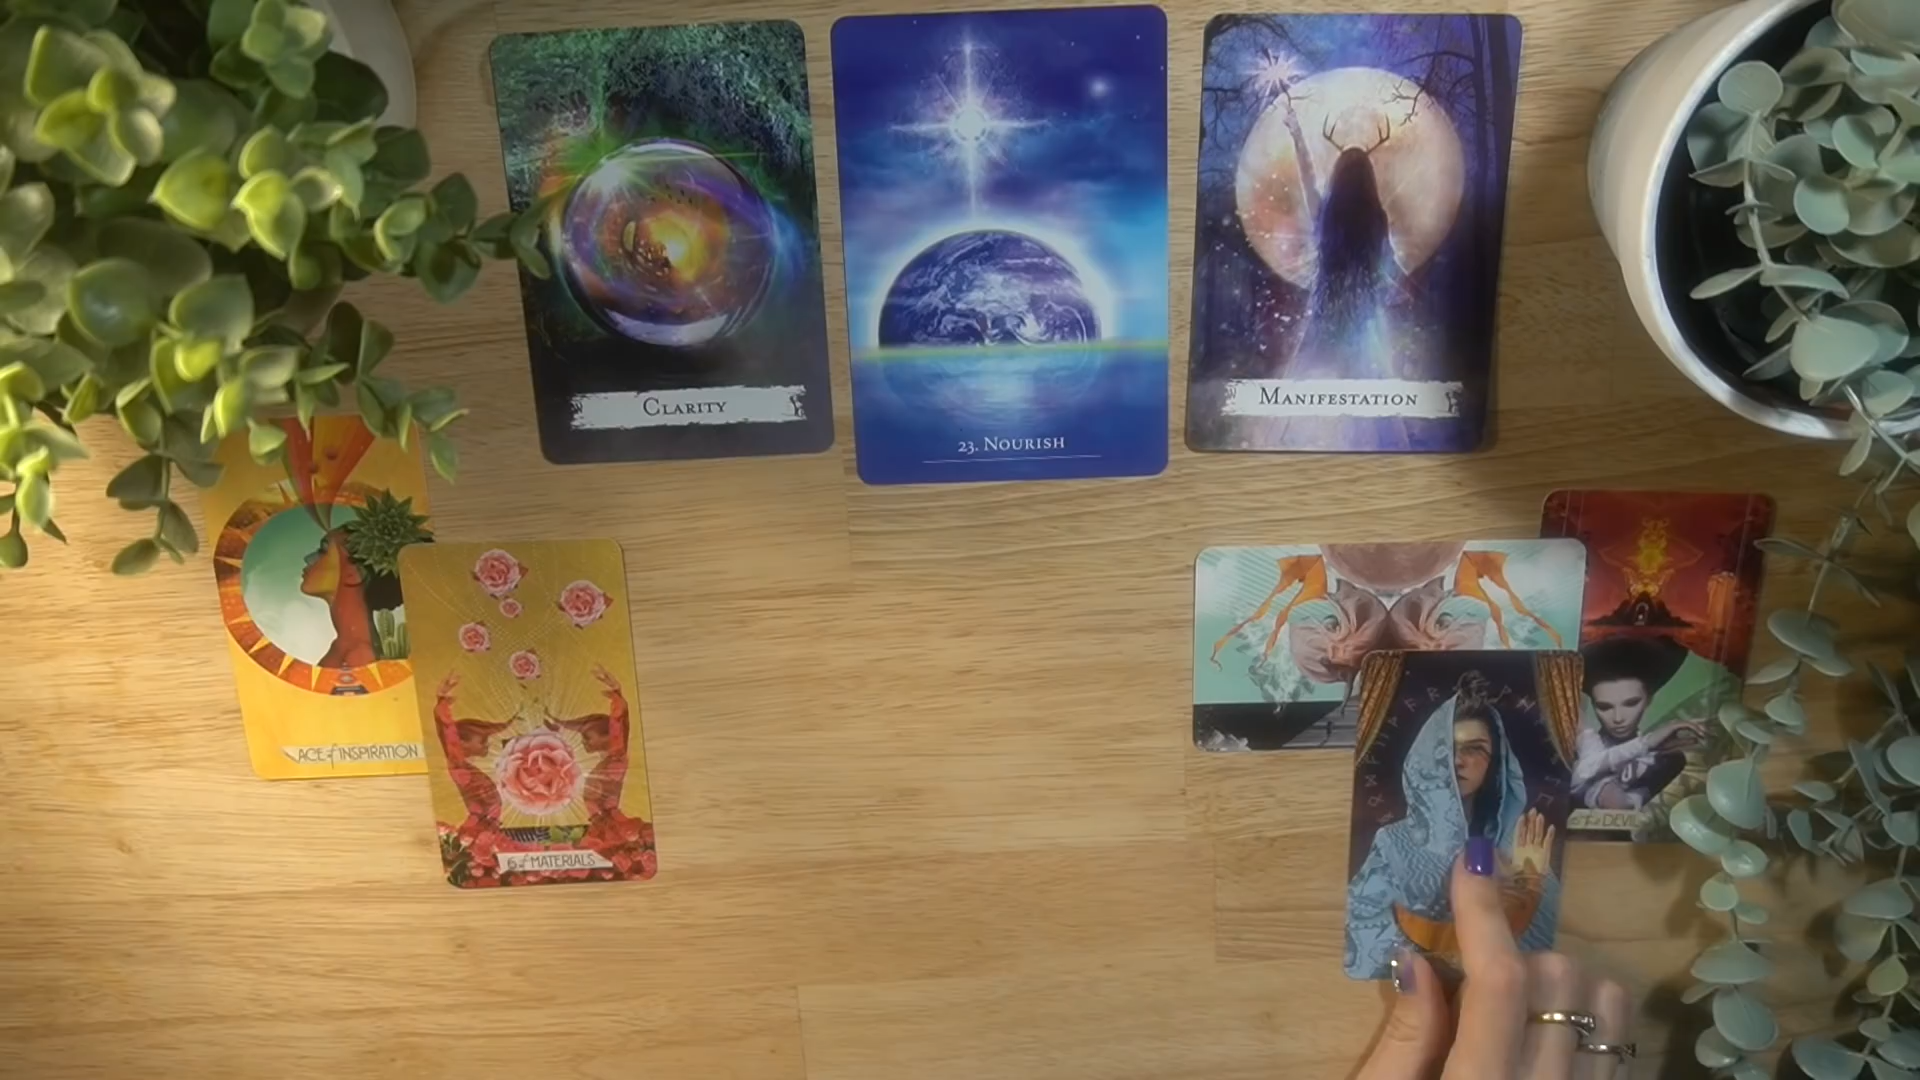 CLARITY
23. NOURISH
MANIFESTATION
ACE of INSPIRATION
6 of MATERIALS
DEVIL